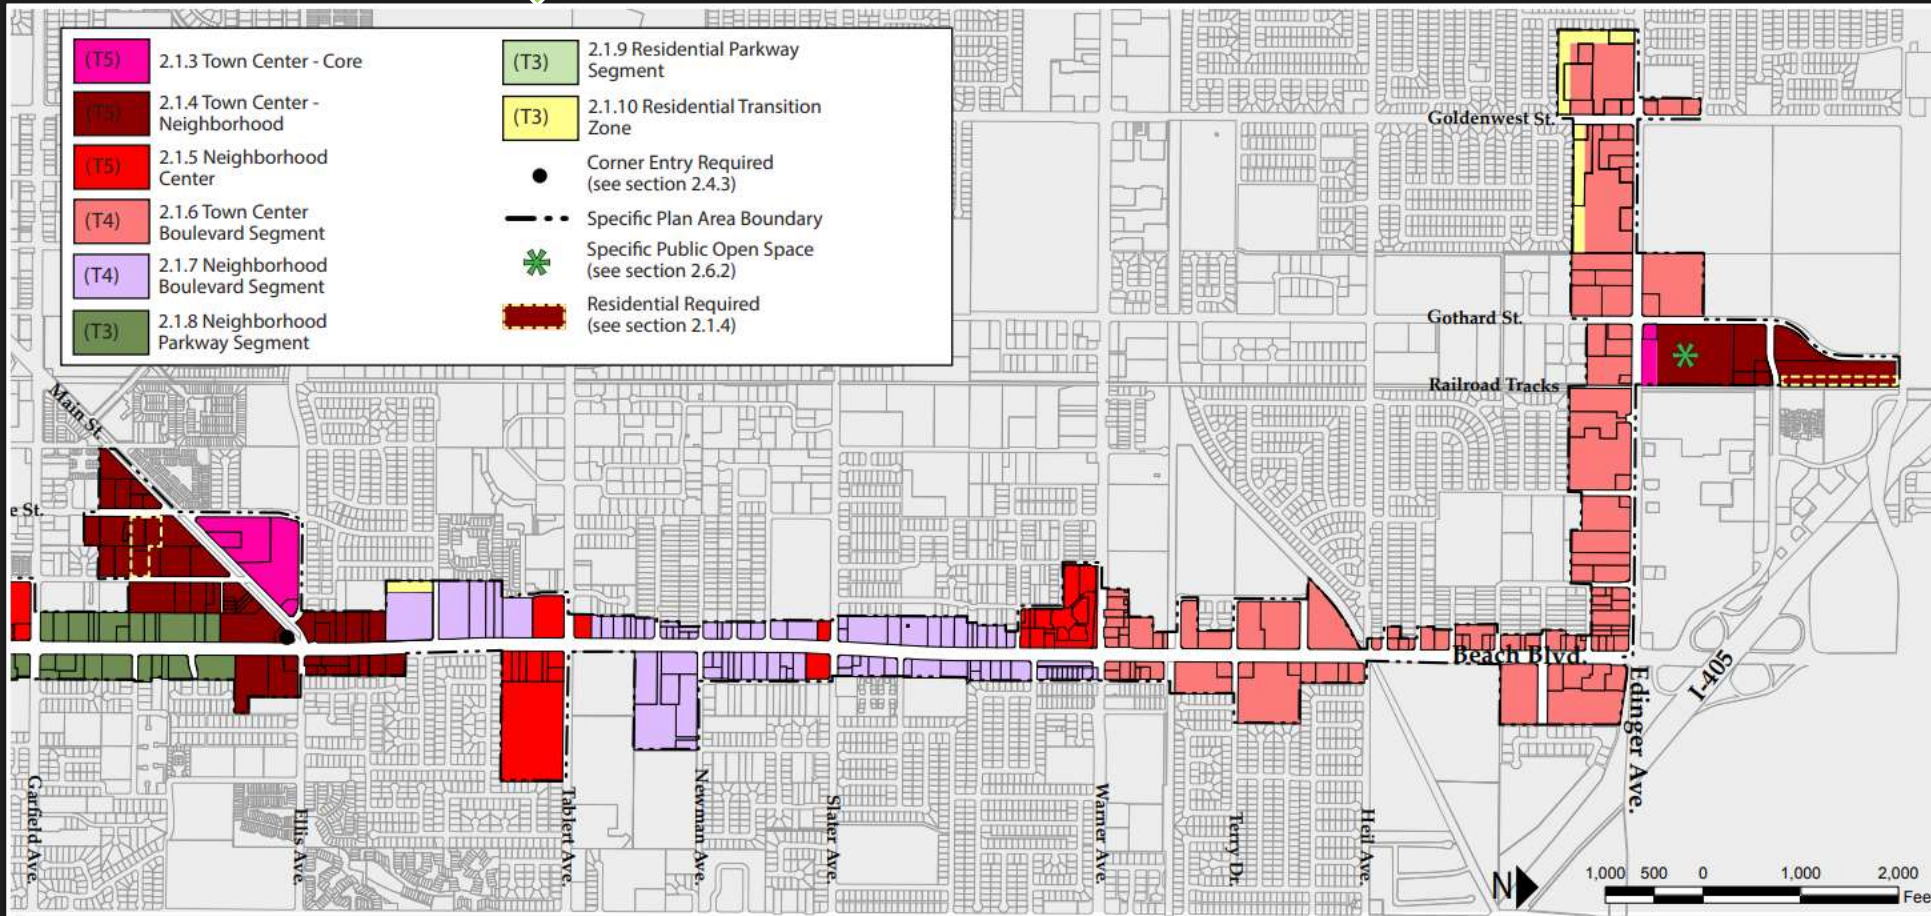 (T5) 2.1.3 Town Center - Core
(T5) 2.1.4 Town Center -
Neighborhood
(T5) 2.1.5 Neighborhood
Center
(T4) 2.1.6 Town Center
Boulevard Segment
(T4) 2.1.7 Neighborhood
Boulevard Segment
(T3) 2.1.8 Neighborhood
Parkway Segment
(T3) 2.1.9 Residential Parkway
Segment
(T3) 2.1.10 Residential Transition
Zone
Corner Entry Required
(see section 2.4.3)
Specific Plan Area Boundary
Specific Public Open Space
(see section 2.6.2)
Residential Required
(see section 2.1.4)
Goldenwest St.
Gothard St.
Railroad Tracks
Main St.
e St.
Beach Blvd.
Edinger Ave.
I-405
Garfield Ave.
Ellis Ave.
Tablert Ave.
Newman Ave.
Slater Ave.
Warner Ave.
Terry Dr.
Heil Ave.
N
1,000 500 0 1,000 2,000
Fee